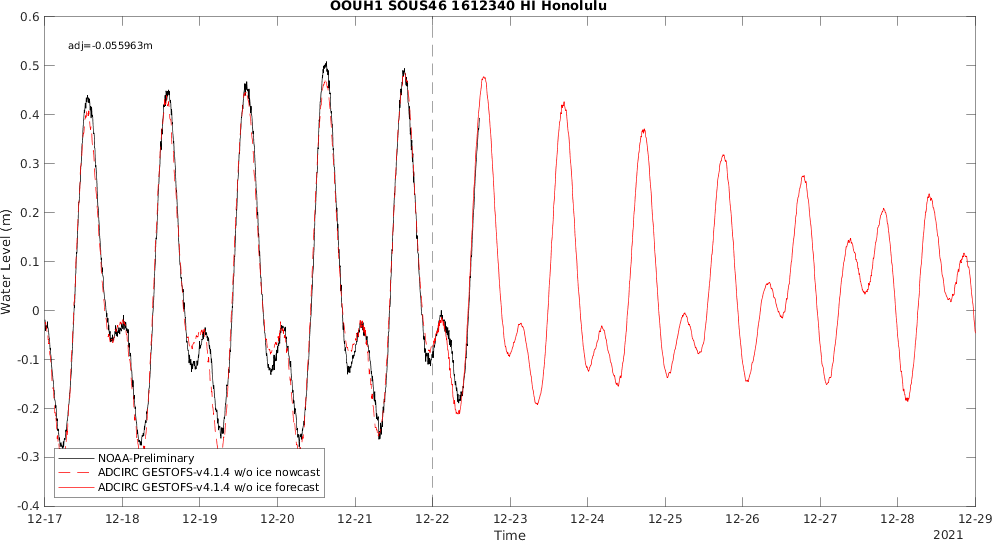 OOUH1 SOUS46 1612340 HI Honolulu
adj=-0.055963m
0.6
0.5
0.4
0.3
0.2
0.1
0
-0.1
-0.2
-0.3
-0.4
Water Level (m)
NOAA-Preliminary
ADCIRC GESTOFS-v4.1.4 w/o ice nowcast
ADCIRC GESTOFS-v4.1.4 w/o ice forecast
12-17 12-18 12-19 12-20 12-21 12-22 12-23 12-24 12-25 12-26 12-27 12-28 12-29
Time
2021